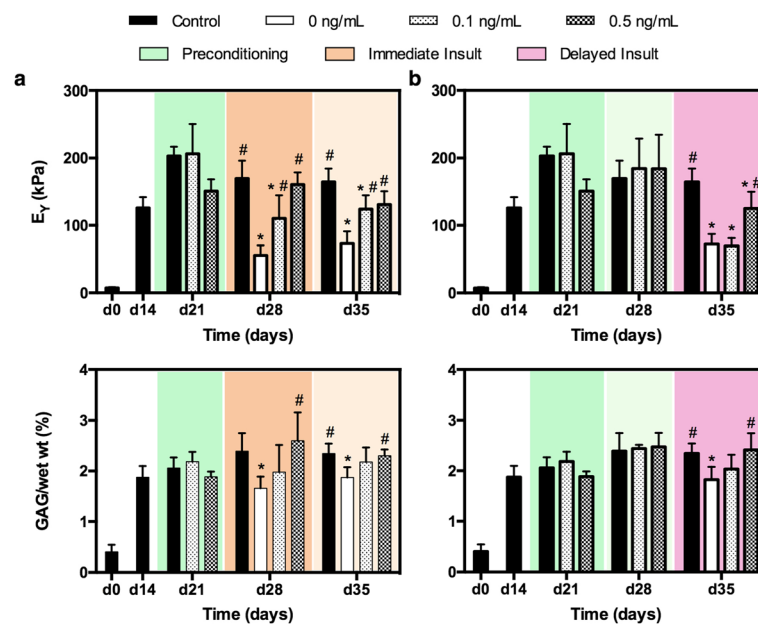 Control 0 ng/mL 0.1 ng/mL 0.5 ng/mL
Preconditioning Immediate Insult Delayed Insult
a
300
200
100
0
E_Y (kPa)
# * * # # # * * # #
d0 d14 d21 d28 d35
Time (days)
b
300
200
100
0
E_Y (kPa)
# * * * #
d0 d14 d21 d28 d35
Time (days)
4
3
2
1
0
GAG/wet wt (%)
* # # * #
d0 d14 d21 d28 d35
Time (days)
4
3
2
1
0
# * #
d0 d14 d21 d28 d35
Time (days)